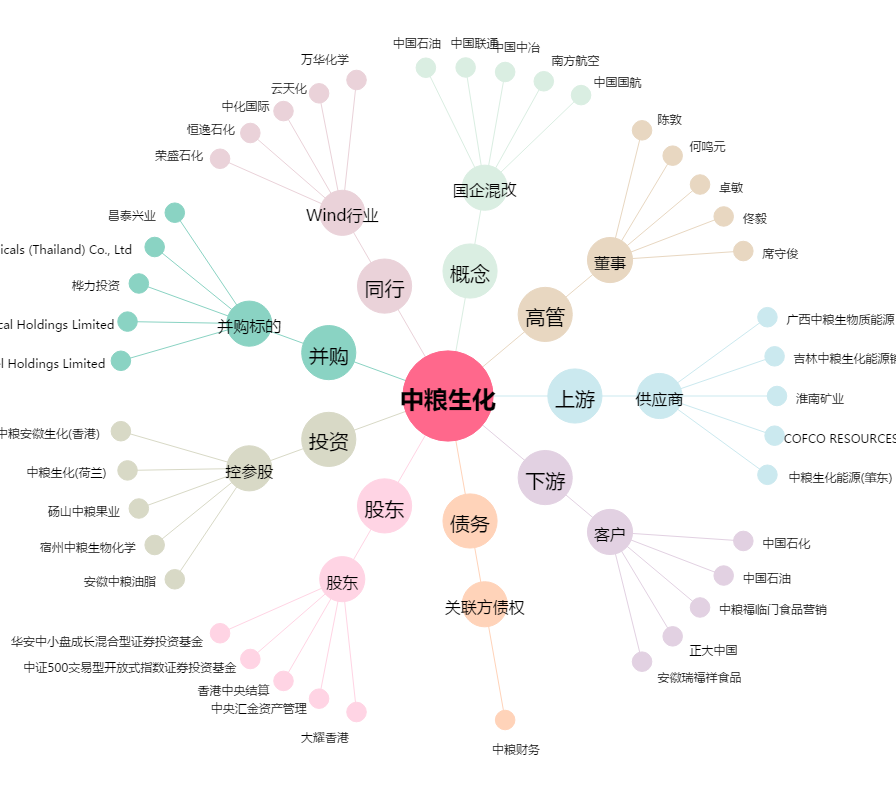 中国石油
中国联通
中国中冶
南方航空
中国国航
国企混改
概念
万华化学
云天化
中化国际
恒逸石化
荣盛石化
Wind行业
同行
陈敦
何鸣元
卓敏
佟毅
席守俊
董事
高管
昌泰兴业
icals (Thailand) Co., Ltd
桦力投资
cal Holdings Limited
l Holdings Limited
并购标的
并购
中粮生化
上游
供应商
广西中粮生物质能源
吉林中粮生化能源销
淮南矿业
COFCO RESOURCES
中粮生化能源(肇东)
投资
控参股
中粮安徽生化(香港)
中粮生化(荷兰)
砀山中粮果业
宿州中粮生物化学
安徽中粮油脂
下游
客户
中国石化
中国石油
中粮福临门食品营销
正大中国
安徽瑞福祥食品
股东
股东
华安中小盘成长混合型证券投资基金
中证500交易型开放式指数证券投资基金
香港中央结算
中央汇金资产管理
大耀香港
债务
关联方债权
中粮财务